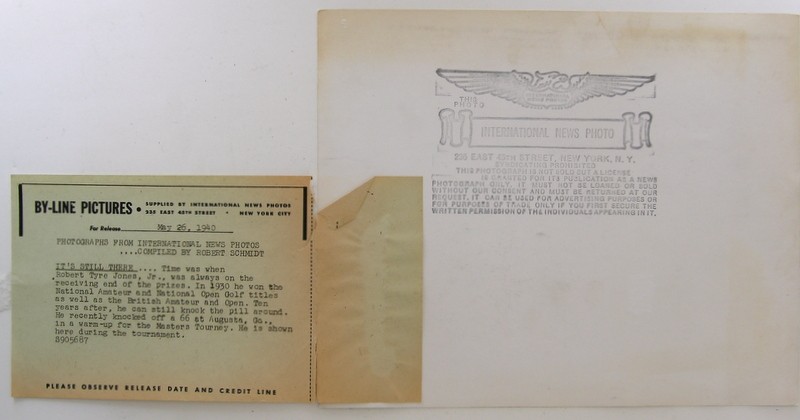 THIS
PHOTO
INTERNATIONAL NEWS PHOTO
235 EAST 45TH STREET, NEW YORK, N. Y.
SYNDICATING PROHIBITED
THIS PHOTOGRAPH IS NOT SOLD BUT A LICENSE
IS GRANTED FOR ITS PUBLICATION AS A NEWS
PHOTOGRAPH ONLY. IT MUST NOT BE LOANED OR SOLD
WITHOUT OUR CONSENT AND MUST BE RETURNED AT OUR
REQUEST. IT CAN BE USED FOR ADVERTISING PURPOSES OR
FOR PURPOSES OF TRADE ONLY IF YOU FIRST SECURE THE
WRITTEN PERMISSION OF THE INDIVIDUALS APPEARING IN IT.
BY-LINE PICTURES • SUPPLIED BY INTERNATIONAL NEWS PHOTOS
235 EAST 45TH STREET • NEW YORK CITY
For Release May 26, 1940
PHOTOGRAPHS FROM INTERNATIONAL NEWS PHOTOS
....COMPILED BY ROBERT SCHMIDT
IT'S STILL THERE .... Time was when
Robert Tyre Jones, Jr., was always on the
receiving end of the prizes. In 1930 he won the
National Amateur and National Open Golf titles
as well as the British Amateur and Open. Ten
years after, he can still knock the pill around.
He recently knocked off a 66 at Augusta, Ga.,
in a warm-up for the Masters Tourney. He is shown
here during the tournament.
S905687
PLEASE OBSERVE RELEASE DATE AND CREDIT LINE